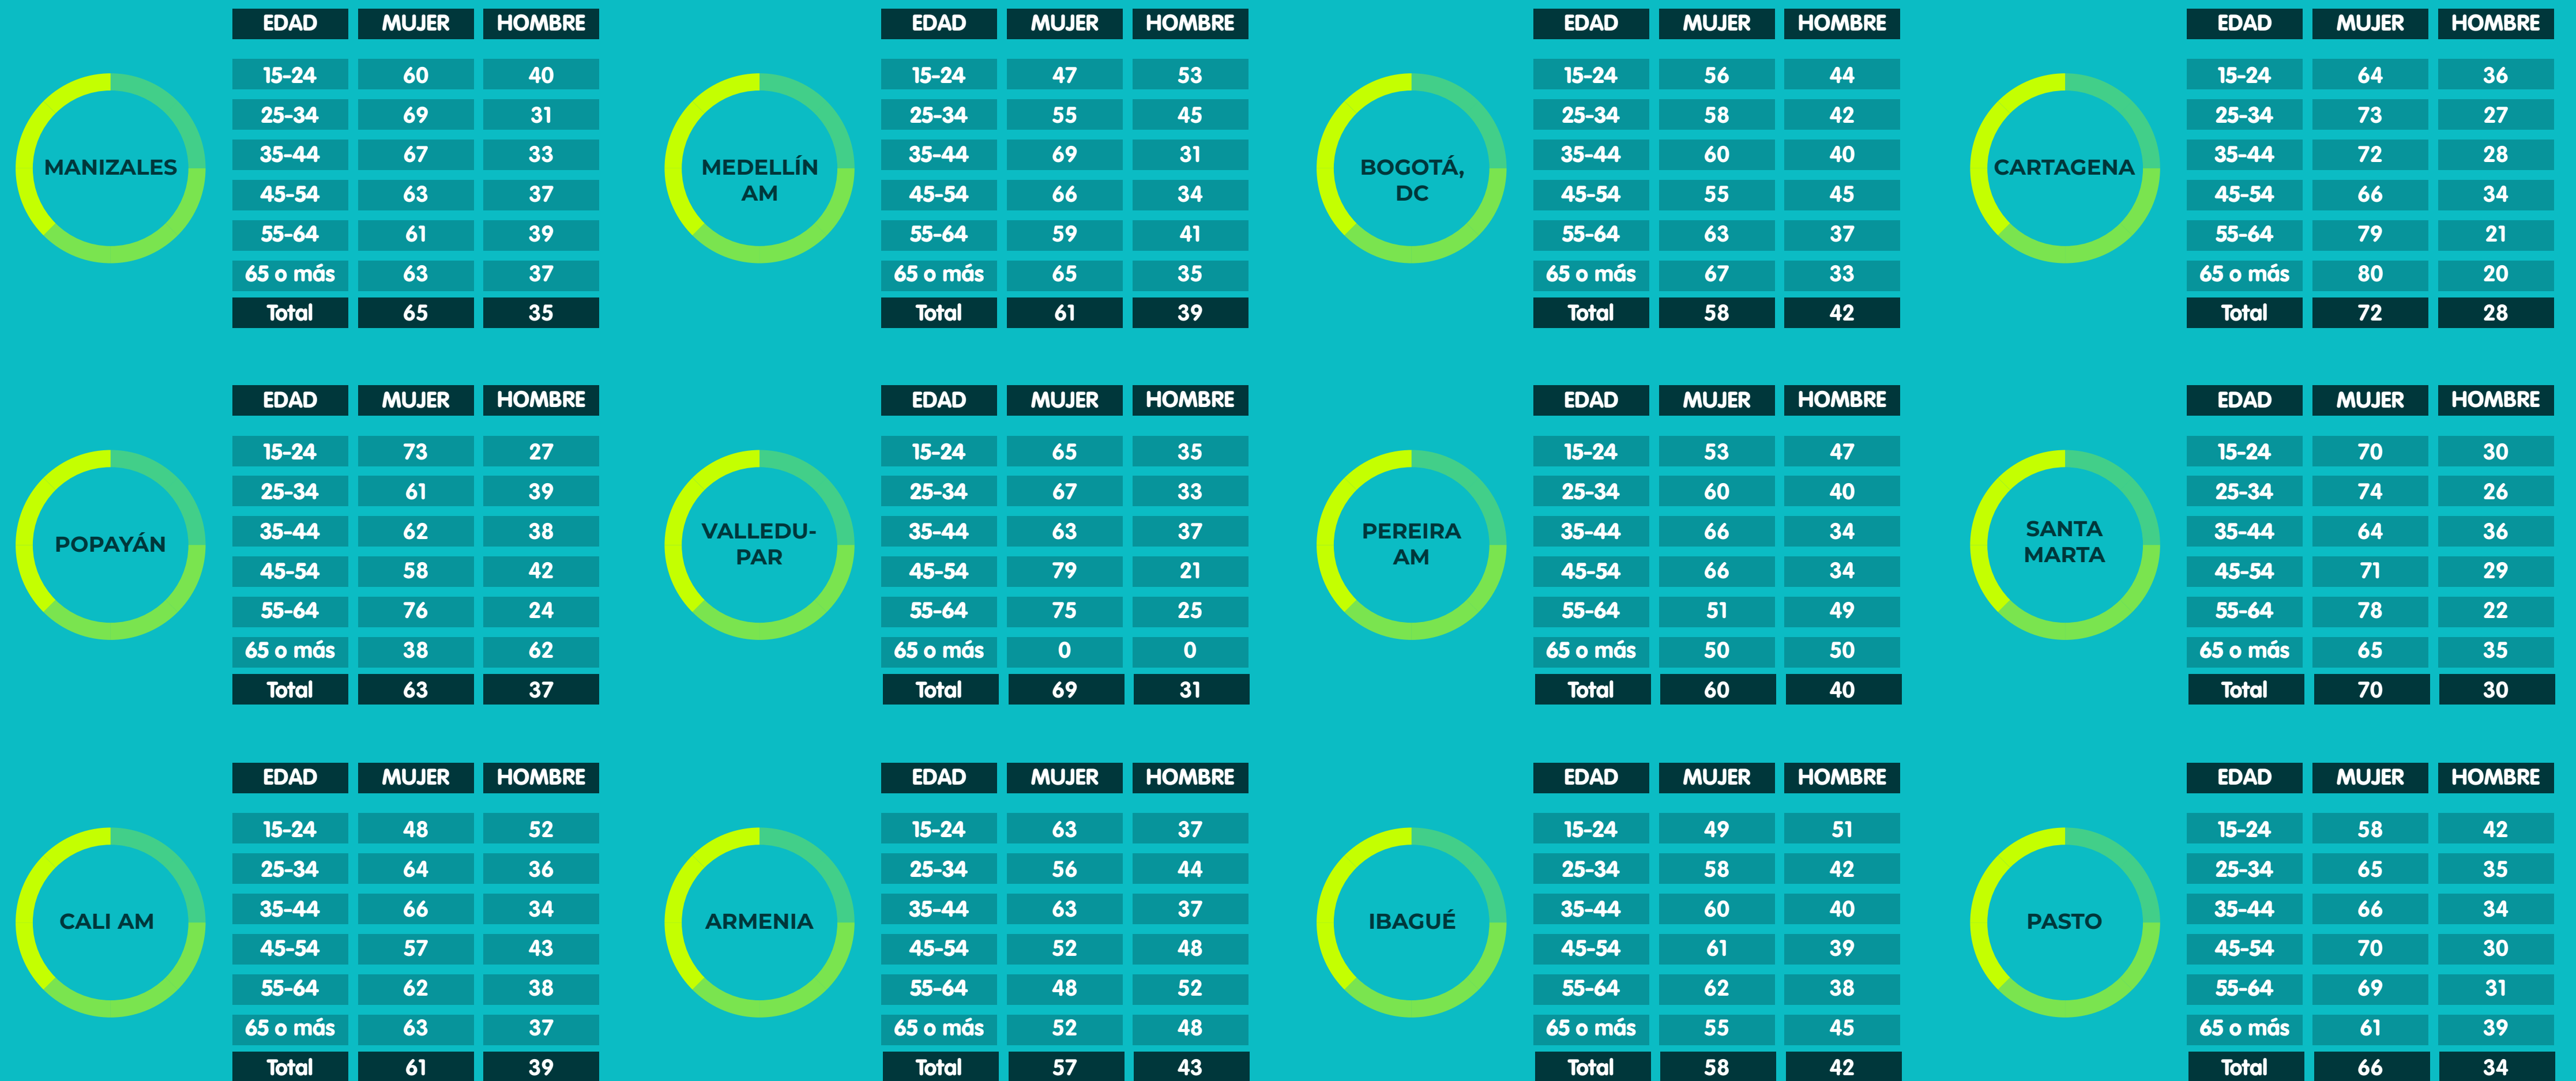 MANIZALES
EDAD MUJER HOMBRE
15-24 60 40
25-34 69 31
35-44 67 33
45-54 63 37
55-64 61 39
65 o más 63 37
Total 65 35
MEDELLÍN
AM
EDAD MUJER HOMBRE
15-24 47 53
25-34 55 45
35-44 69 31
45-54 66 34
55-64 59 41
65 o más 65 35
Total 61 39
BOGOTÁ,
DC
EDAD MUJER HOMBRE
15-24 56 44
25-34 58 42
35-44 60 40
45-54 55 45
55-64 63 37
65 o más 67 33
Total 58 42
CARTAGENA
EDAD MUJER HOMBRE
15-24 64 36
25-34 73 27
35-44 72 28
45-54 66 34
55-64 79 21
65 o más 80 20
Total 72 28
POPAYÁN
EDAD MUJER HOMBRE
15-24 73 27
25-34 61 39
35-44 62 38
45-54 58 42
55-64 76 24
65 o más 38 62
Total 63 37
VALLEDU-
PAR
EDAD MUJER HOMBRE
15-24 65 35
25-34 67 33
35-44 63 37
45-54 79 21
55-64 75 25
65 o más 0 0
Total 69 31
PEREIRA
AM
EDAD MUJER HOMBRE
15-24 53 47
25-34 60 40
35-44 66 34
45-54 66 34
55-64 51 49
65 o más 50 50
Total 60 40
SANTA
MARTA
EDAD MUJER HOMBRE
15-24 70 30
25-34 74 26
35-44 64 36
45-54 71 29
55-64 78 22
65 o más 65 35
Total 70 30
CALI AM
EDAD MUJER HOMBRE
15-24 48 52
25-34 64 36
35-44 66 34
45-54 57 43
55-64 62 38
65 o más 63 37
Total 61 39
ARMENIA
EDAD MUJER HOMBRE
15-24 63 37
25-34 56 44
35-44 63 37
45-54 52 48
55-64 48 52
65 o más 52 48
Total 57 43
IBAGUÉ
EDAD MUJER HOMBRE
15-24 49 51
25-34 58 42
35-44 60 40
45-54 61 39
55-64 62 38
65 o más 55 45
Total 58 42
PASTO
EDAD MUJER HOMBRE
15-24 58 42
25-34 65 35
35-44 66 34
45-54 70 30
55-64 69 31
65 o más 61 39
Total 66 34